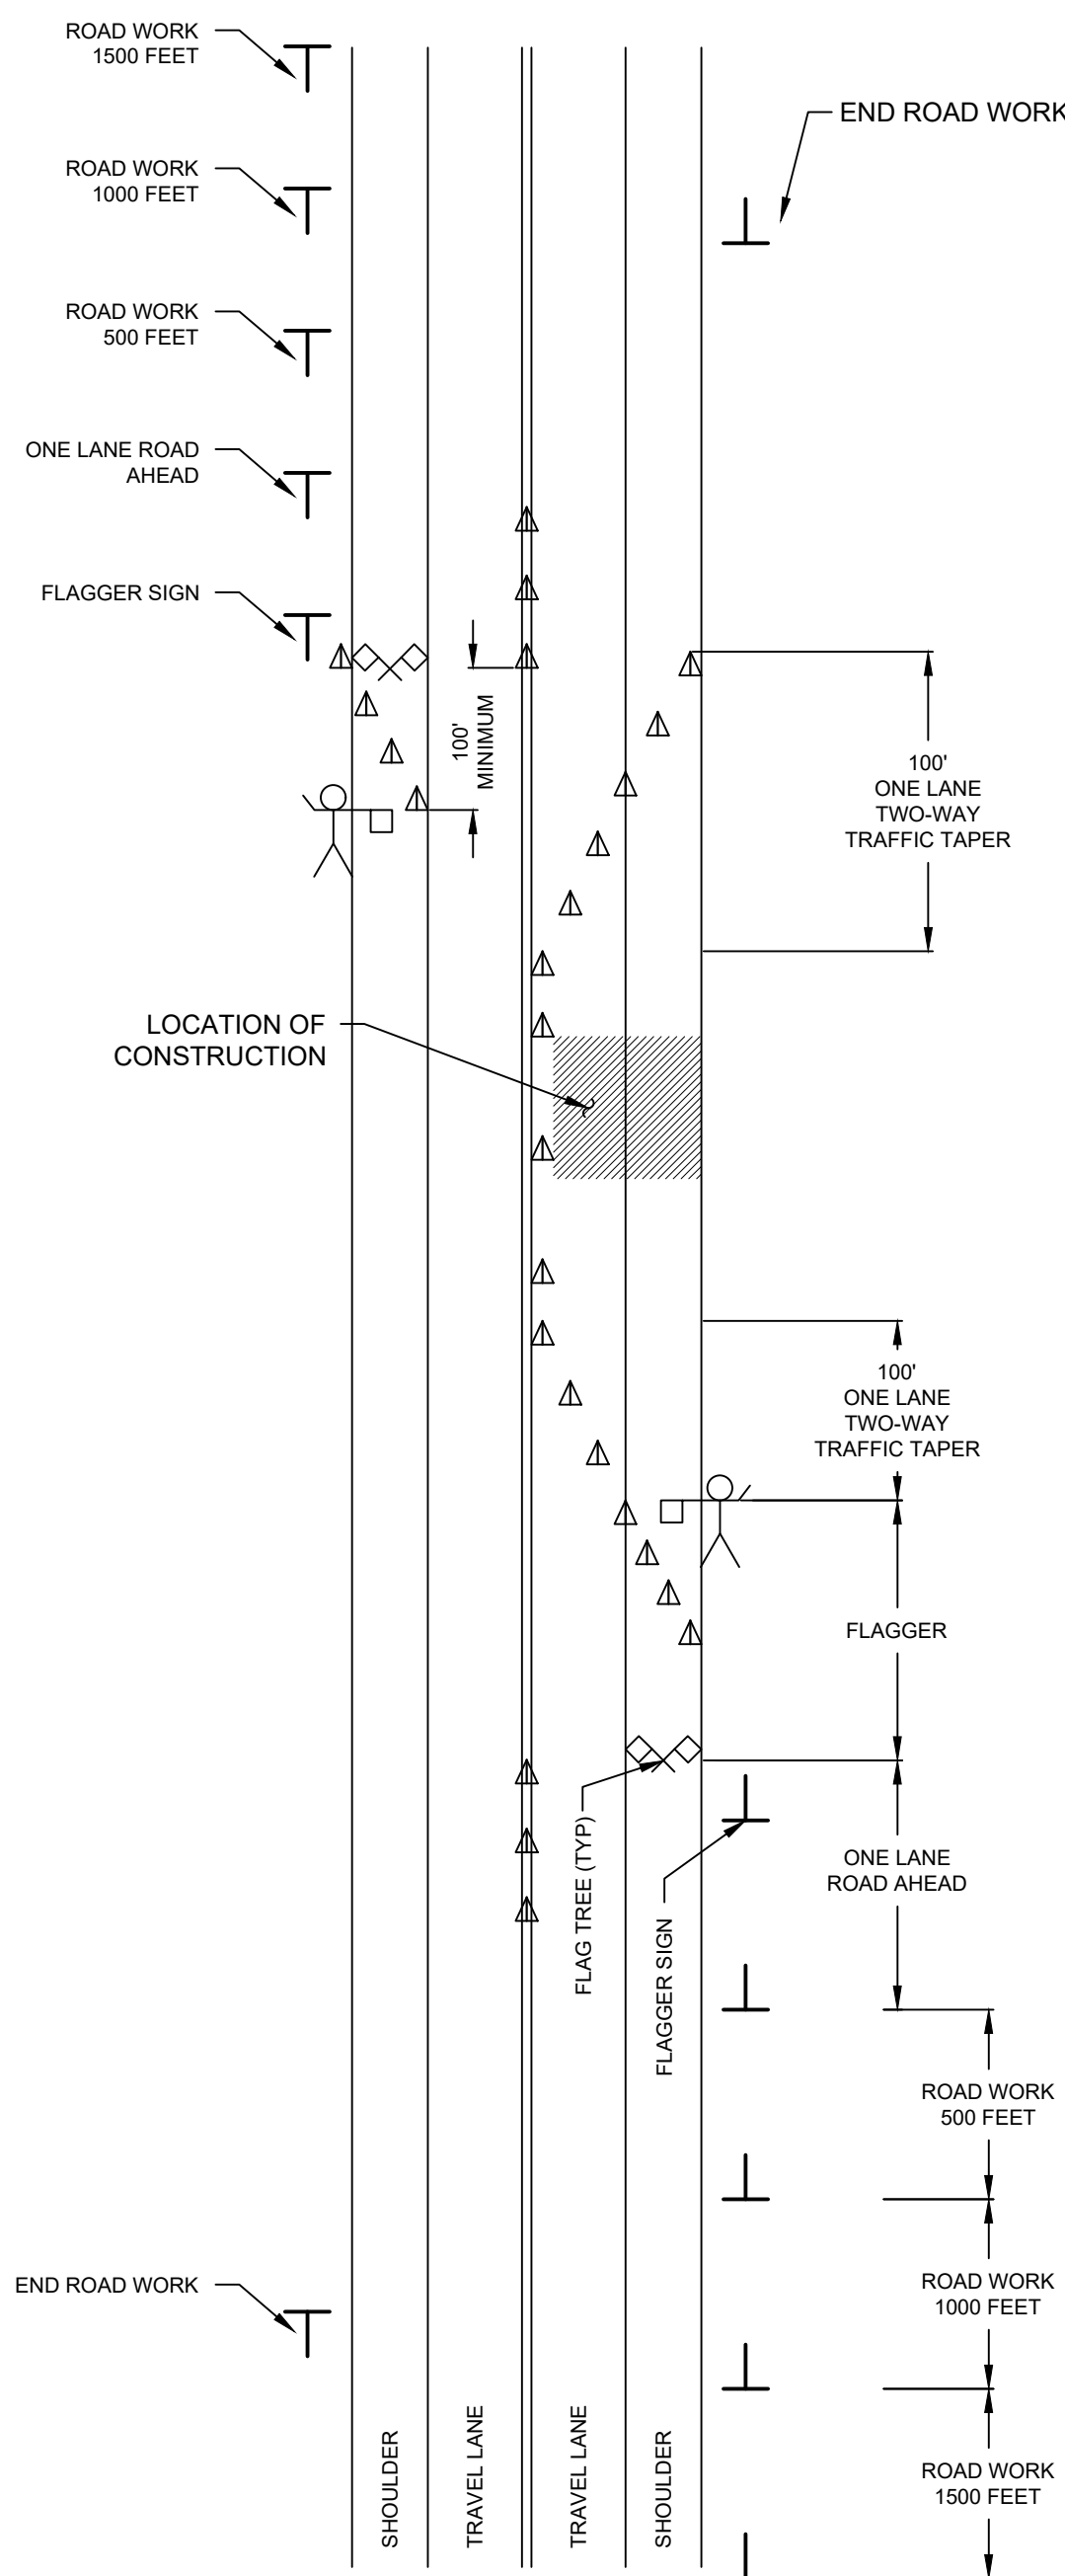 ROAD WORK
1500 FEET
END ROAD WORK
ROAD WORK
1000 FEET
ROAD WORK
500 FEET
ONE LANE ROAD
AHEAD
FLAGGER SIGN
100'
MINIMUM
100'
ONE LANE
TWO-WAY
TRAFFIC TAPER
LOCATION OF
CONSTRUCTION
100'
ONE LANE
TWO-WAY
TRAFFIC TAPER
FLAGGER
FLAG TREE (TYP)
FLAGGER SIGN
ONE LANE
ROAD AHEAD
ROAD WORK
500 FEET
END ROAD WORK
ROAD WORK
1000 FEET
SHOULDER
TRAVEL LANE
TRAVEL LANE
SHOULDER
ROAD WORK
1500 FEET